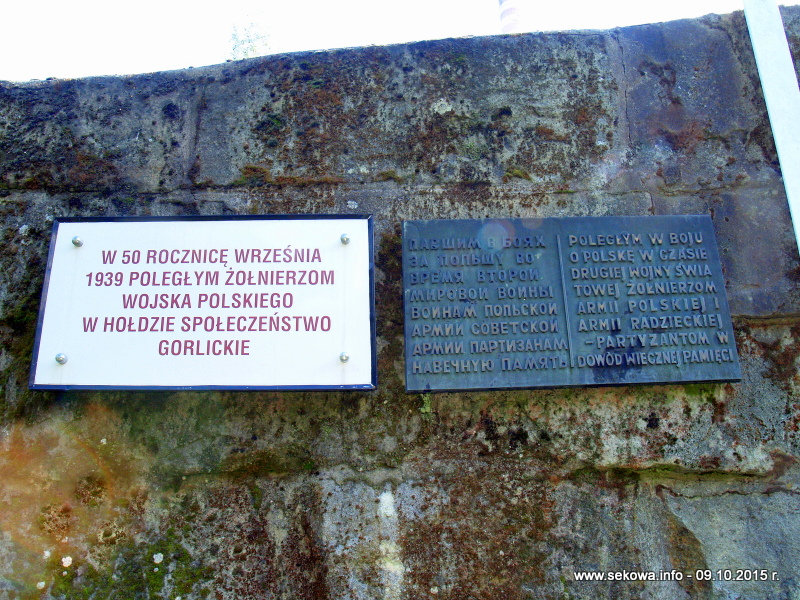 W 50 ROCZNICĘ WRZEŚNIA
1939 POLEGŁYM ŻOŁNIERZOM
WOJSKA POLSKIEGO
W HOŁDZIE SPOŁECZEŃSTWO
GORLICKIE
ПАВШИМ В БОЯХ
ЗА ПОЛЬШУ ВО
ВРЕМЯ ВТОРОЙ
МИРОВОЙ ВОЙНЫ
ВОИНАМ ПОЛЬСКОЙ
АРМИИ СОВЕТСКОЙ
АРМИИ ПАРТИЗАНАМ
НАВЕЧНУЮ ПАМЯТЬ
POLEGŁYM W BOJU
O POLSKĘ W CZASIE
DRUGIEJ WOJNY ŚWIA
TOWEJ ŻOŁNIERZOM
ARMII POLSKIEJ I
ARMII RADZIECKIEJ
–PARTYZANTOM W
DOWÓD WIECZNEJ PAMIĘCI
www.sekowa.info - 09.10.2015 r.